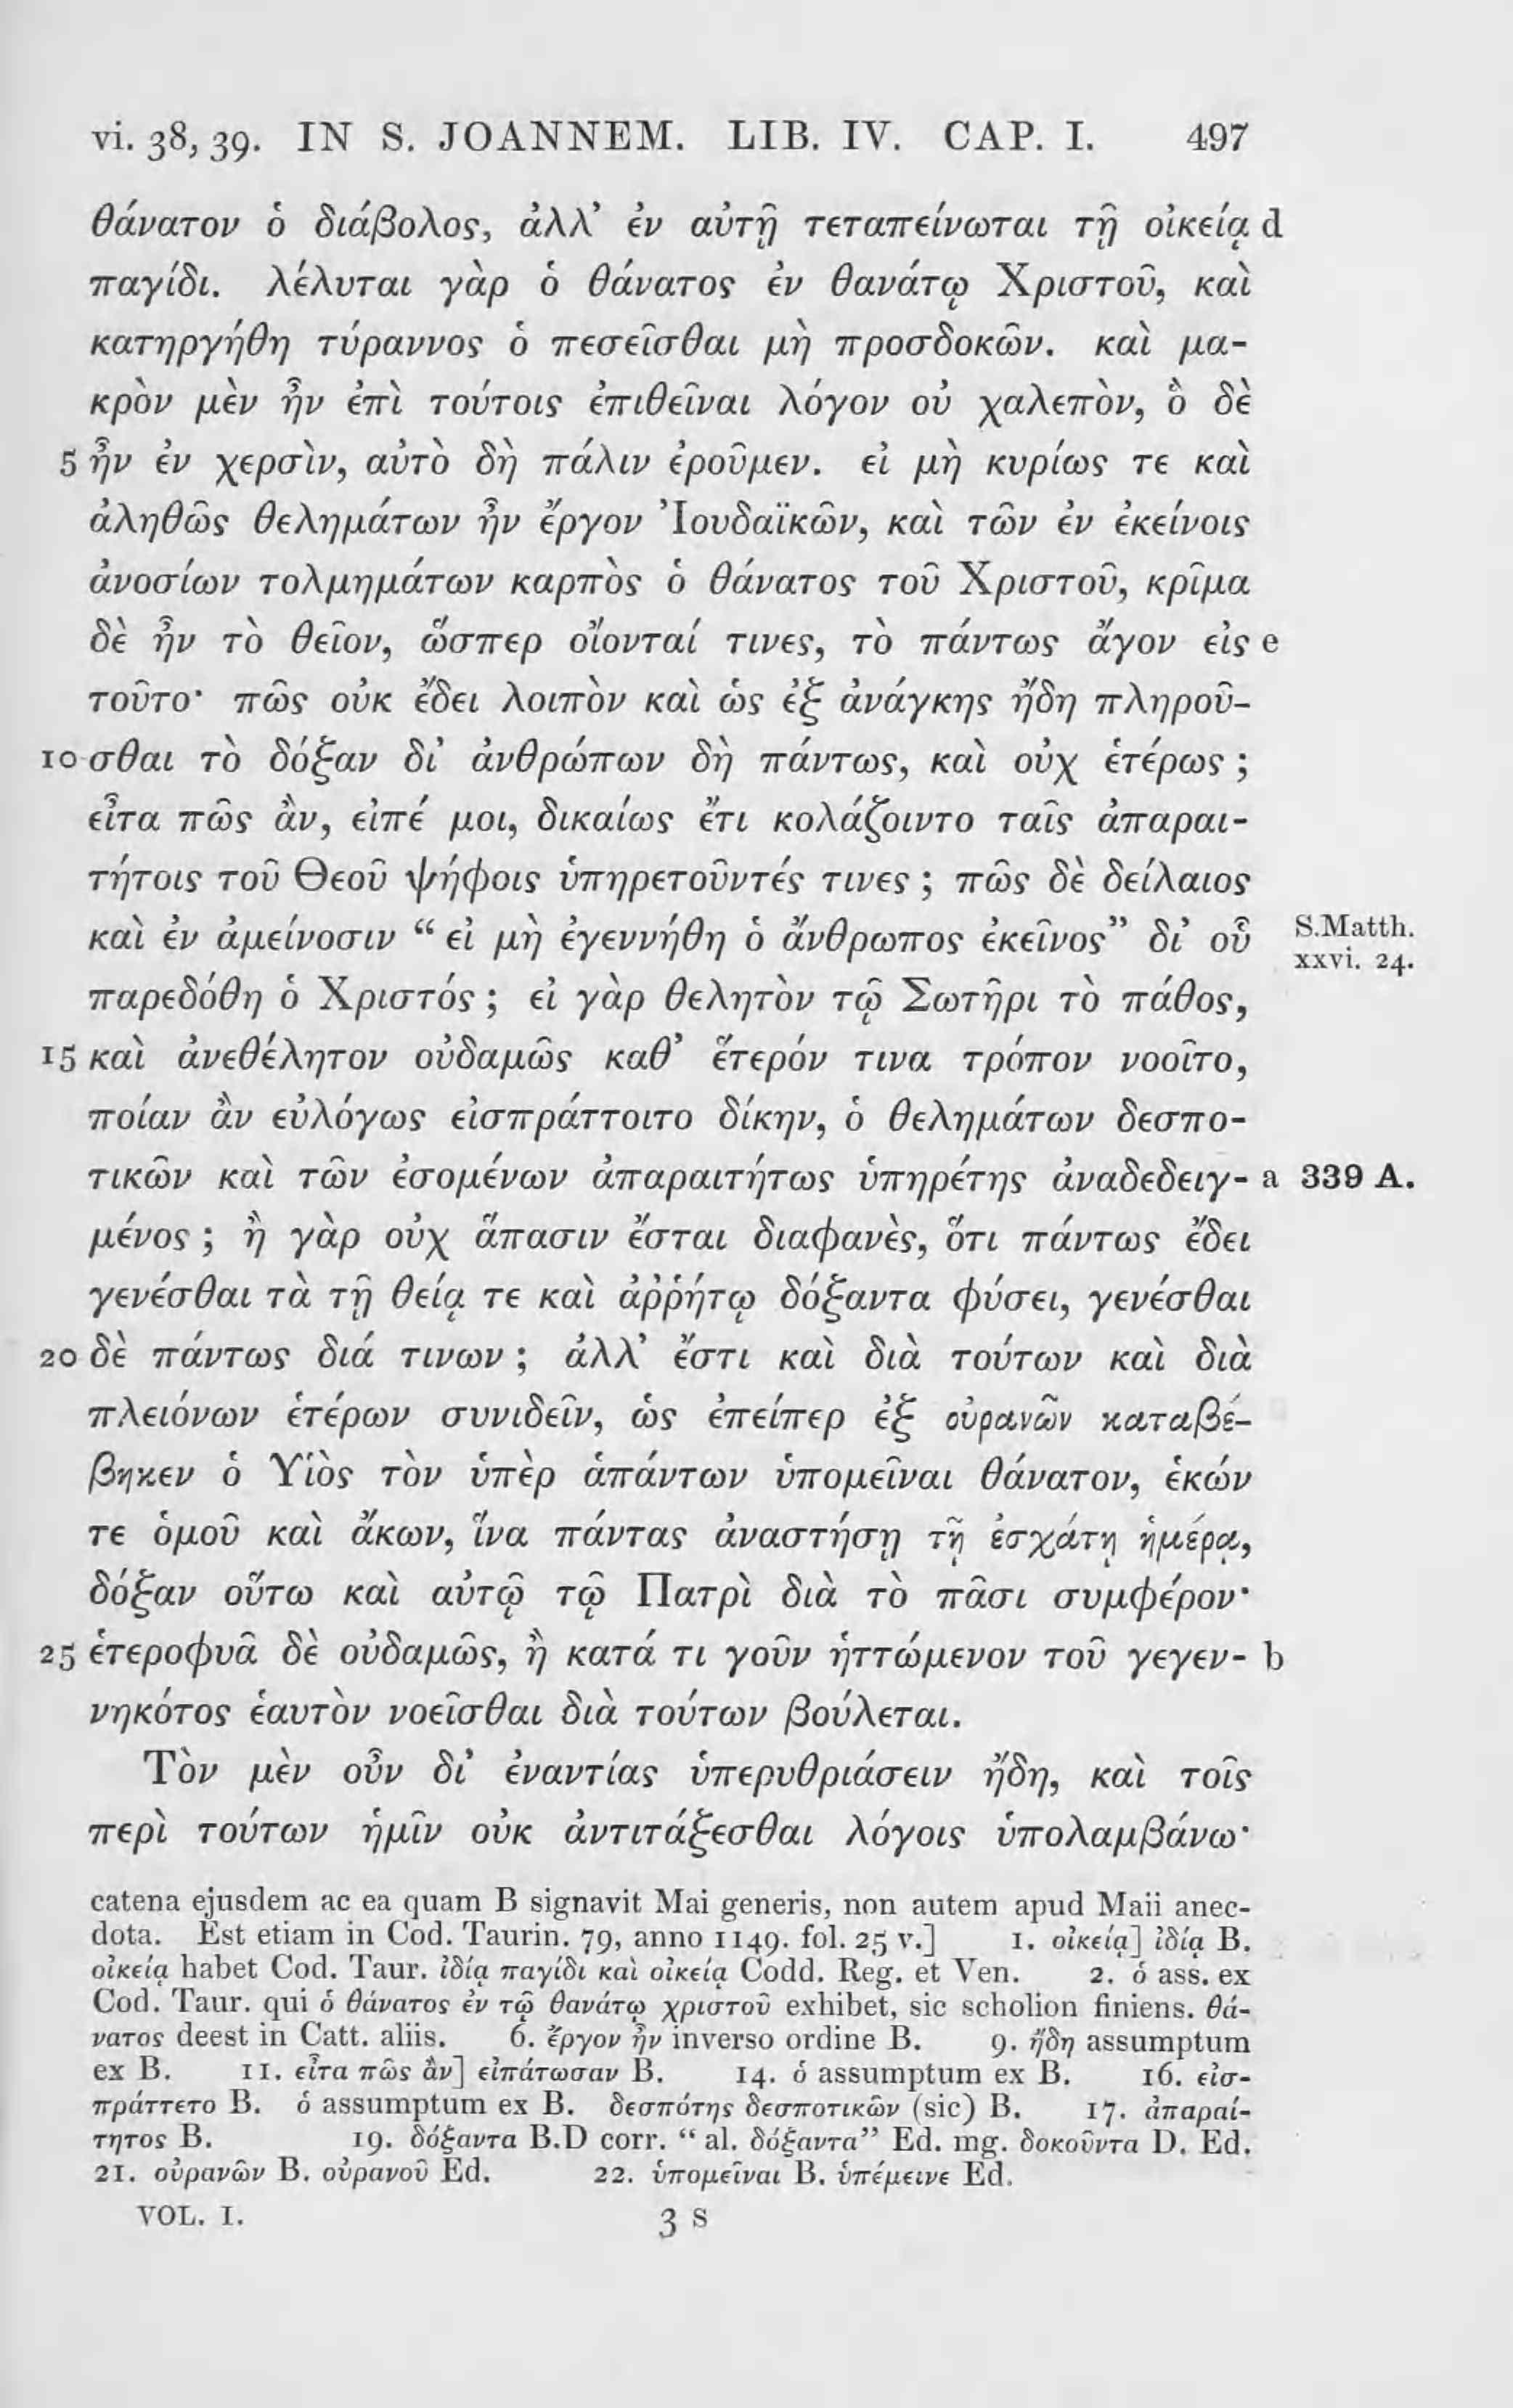 vi. 38, 39. IN S. JOANNEM. LIB. IV. CAP. I. 497
θάνατον ὁ διάβολος, ἀλλ’ ἐν αὐτῇ τεταπείνωται τῇ οἰκείᾳ d
παγίδι. λέλυται γὰρ ὁ θάνατος ἐν θανάτῳ Χριστοῦ, καὶ
κατηργήθη τύραννος ὁ πεσεῖσθαι μὴ προσδοκῶν. καὶ μα-
κρὸν μὲν ἦν ἐπὶ τούτοις ἐπιθεῖναι λόγον οὐ χαλεπὸν, ὃ δὲ
5 ἦν ἐν χερσὶν, αὐτὸ δὴ πάλιν ἐροῦμεν. εἰ μὴ κυρίως τε καὶ
ἀληθῶς θελημάτων ἦν ἔργον Ἰουδαϊκῶν, καὶ τῶν ἐν ἐκείνοις
ἀνοσίων τολμημάτων καρπὸς ὁ θάνατος τοῦ Χριστοῦ, κρῖμα
δὲ ἦν τὸ θεῖον, ὥσπερ οἴονταί τινες, τὸ πάντως ἄγον εἰς e
τοῦτο· πῶς οὐκ ἔδει λοιπὸν καὶ ὡς ἐξ ἀνάγκης ἤδη πληροῦ-
10 σθαι τὸ δόξαν δι’ ἀνθρώπων δὴ πάντως, καὶ οὐχ ἑτέρως ;
εἶτα πῶς ἂν, εἰπέ μοι, δικαίως ἔτι κολάζοιντο ταῖς ἀπαραι-
τήτοις τοῦ Θεοῦ ψήφοις ὑπηρετοῦντές τινες ; πῶς δὲ δείλαιος
καὶ ἐν ἀμείνοσιν “ εἰ μὴ ἐγεννήθη ὁ ἄνθρωπος ἐκεῖνος” δι’ οὗ S.Matth. xxvi. 24.
παρεδόθη ὁ Χριστός ; εἰ γὰρ θελητὸν τῷ Σωτῆρι τὸ πάθος,
15 καὶ ἀνεθέλητον οὐδαμῶς καθ’ ἕτερόν τινα τρόπον νοοῖτο,
ποίαν ἂν εὐλόγως εἰσπράττοιτο δίκην, ὁ θελημάτων δεσπο-
τικῶν καὶ τῶν ἐσομένων ἀπαραιτήτως ὑπηρέτης ἀναδεδειγ- a 339 A.
μένος ; ἢ γὰρ οὐχ ἅπασιν ἔσται διαφανὲς, ὅτι πάντως ἔδει
γενέσθαι τὰ τῇ θείᾳ τε καὶ ἀῤῥήτῳ δόξαντα φύσει, γενέσθαι
20 δὲ πάντως διά τινων ; ἀλλ’ ἔστι καὶ διὰ τούτων καὶ διὰ
πλειόνων ἑτέρων συνιδεῖν, ὡς ἐπείπερ ἐξ οὐρανῶν καταβέ-
βηκεν ὁ Υἱὸς τὸν ὑπὲρ ἁπάντων ὑπομεῖναι θάνατον, ἑκών
τε ὁμοῦ καὶ ἄκων, ἵνα πάντας ἀναστήσῃ τῇ ἐσχάτῃ ἡμέρᾳ,
δόξαν οὕτω καὶ αὐτῷ τῷ Πατρὶ διὰ τὸ πᾶσι συμφέρον·
25 ἑτεροφυᾶ δὲ οὐδαμῶς, ἢ κατά τι γοῦν ἡττώμενον τοῦ γεγεν- b
νηκότος ἑαυτὸν νοεῖσθαι διὰ τούτων βούλεται.
Τὸν μὲν οὖν δι’ ἐναντίας ὑπερυθριάσειν ἤδη, καὶ τοῖς
περὶ τούτων ἡμῖν οὐκ ἀντιτάξεσθαι λόγοις ὑπολαμβάνω·
catena ejusdem ac ea quam B signavit Mai generis, non autem apud Maii anec-
dota. Est etiam in Cod. Taurin. 79, anno 1149. fol. 25 v.] 1. οἰκείᾳ] ἰδίᾳ B.
οἰκείᾳ habet Cod. Taur. ἰδίᾳ παγίδι καὶ οἰκείᾳ Codd. Reg. et Ven. 2. ὁ ass. ex
Cod. Taur. qui ὁ θάνατος ἐν τῷ θανάτῳ χριστοῦ exhibet, sic scholion finiens. θά-
νατος deest in Catt. aliis. 6. ἔργον ἦν inverso ordine B. 9. ἤδη assumptum
ex B. 11. εἶτα πῶς ἂν] εἰπάτωσαν B. 14. ὁ assumptum ex B. 16. εἰσ-
πράττετο B. ὁ assumptum ex B. δεσπότης δεσποτικῶν (sic) B. 17. ἀπαραί-
τητος B. 19. δόξαντα B.D corr. “ al. δόξαντα” Ed. mg. δοκοῦντα D. Ed.
21. οὐρανῶν B. οὐρανοῦ Ed. 22. ὑπομεῖναι B. ὑπέμεινε Ed.
VOL. I. 3 S